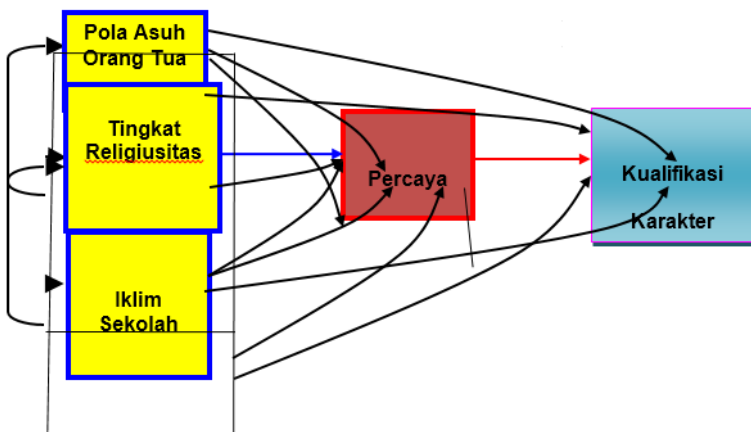 Pola Asuh
Orang Tua
Tingkat
Religiusitas
Iklim
Sekolah
Percaya
Kualifikasi
Karakter